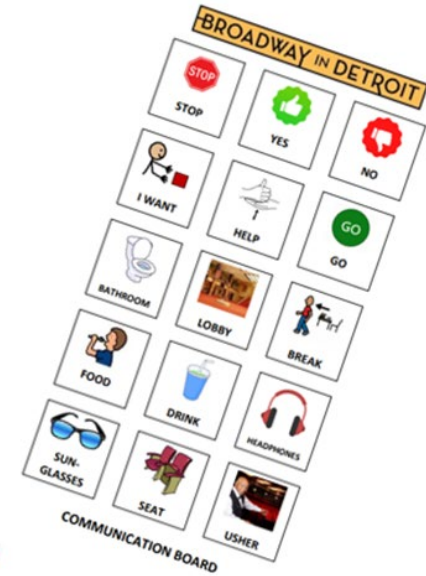 BROADWAY IN DETROIT
STOP
STOP
YES
NO
I WANT
HELP
GO
GO
BATHROOM
LOBBY
BREAK
FOOD
DRINK
HEADPHONES
SUN-
GLASSES
SEAT
USHER
COMMUNICATION BOARD